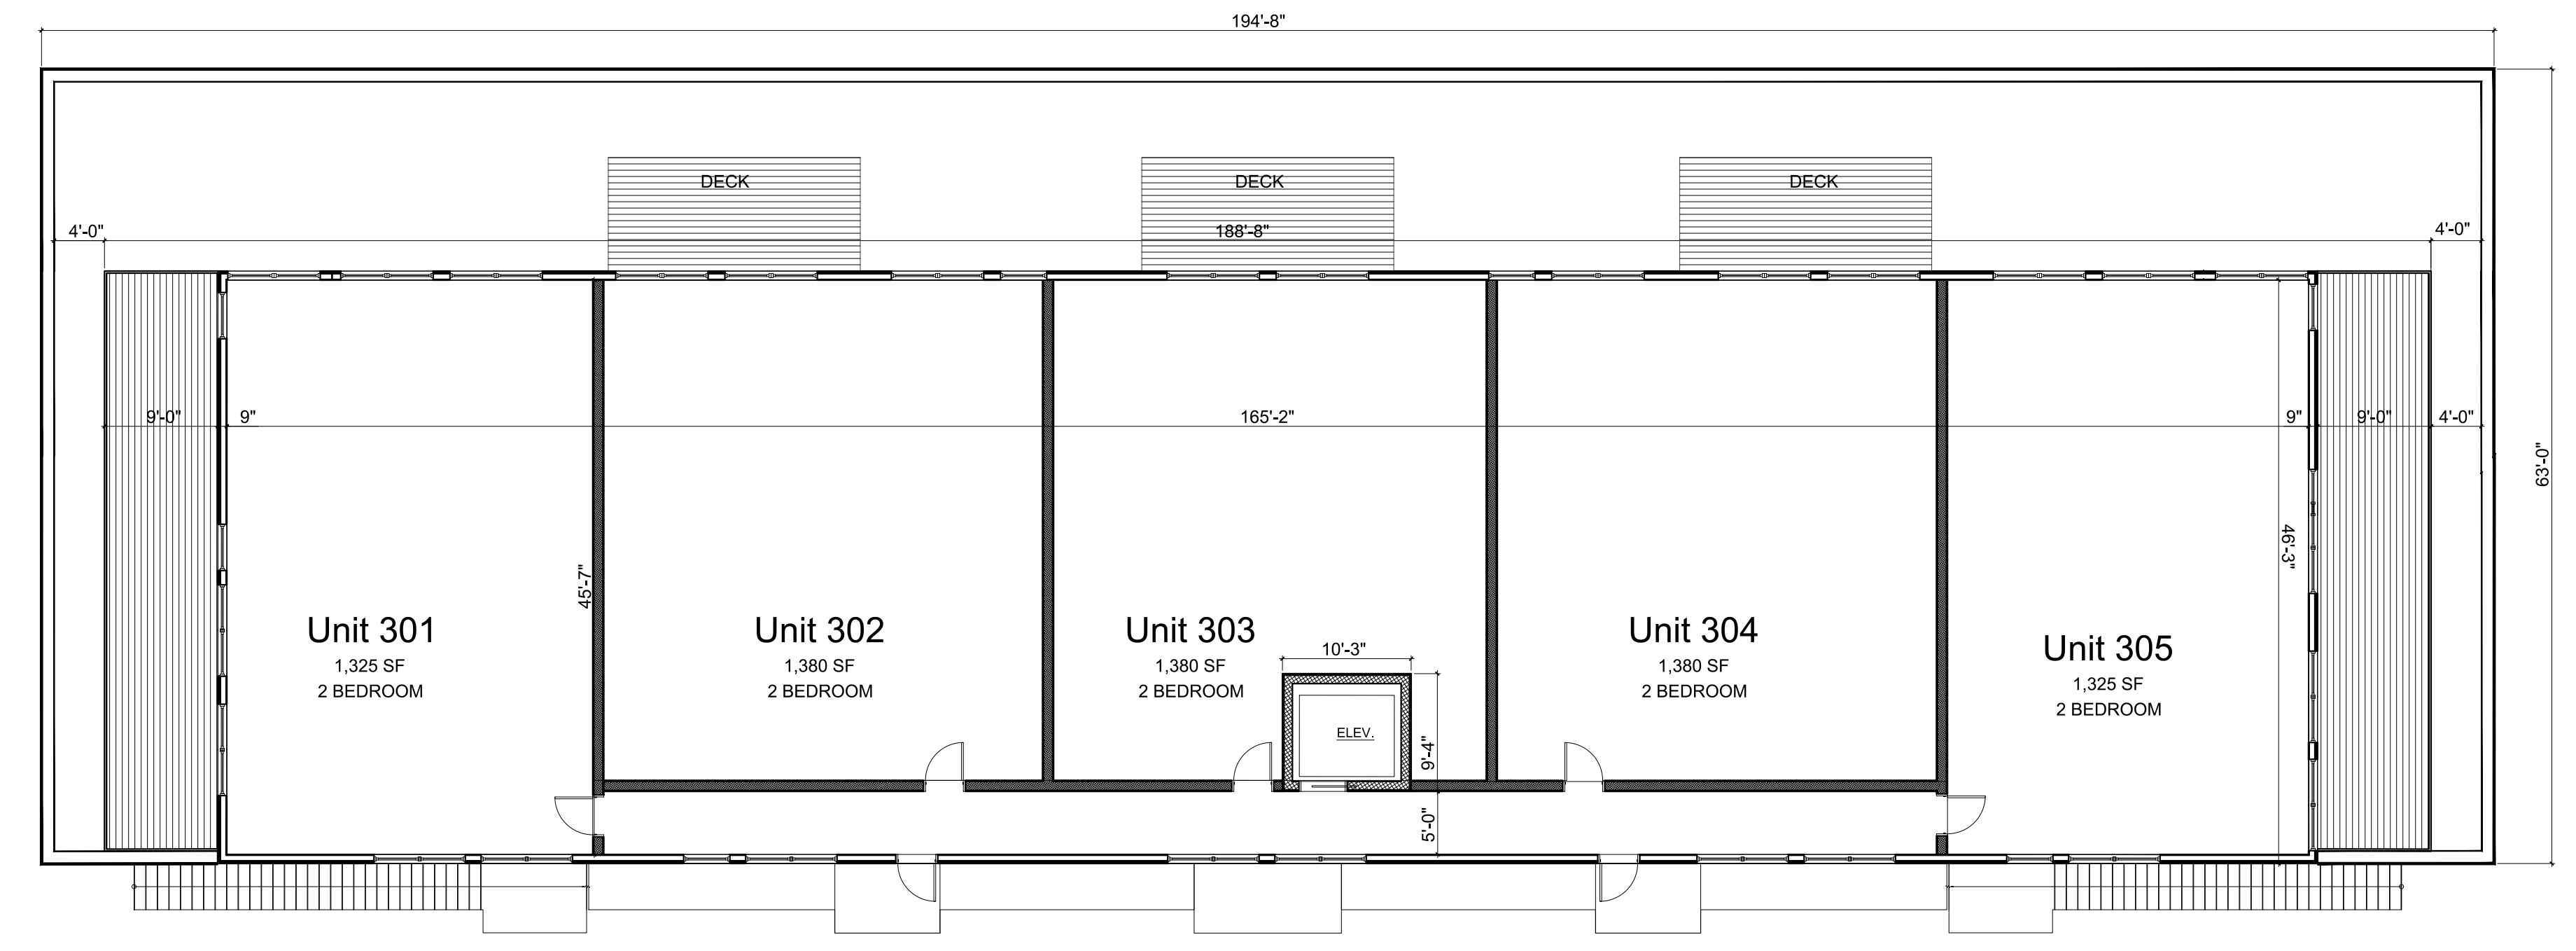 194'-8"
DECK
DECK
DECK
4'-0"
188'-8"
4'-0"
9'-0"
9"
165'-2"
9"
9'-0"
4'-0"
63'-0"
46'-3"
45'-7"
Unit 301
1,325 SF
2 BEDROOM
Unit 302
1,380 SF
2 BEDROOM
Unit 303
1,380 SF
2 BEDROOM
10'-3"
ELEV.
9'-4"
5'-0"
Unit 304
1,380 SF
2 BEDROOM
Unit 305
1,325 SF
2 BEDROOM